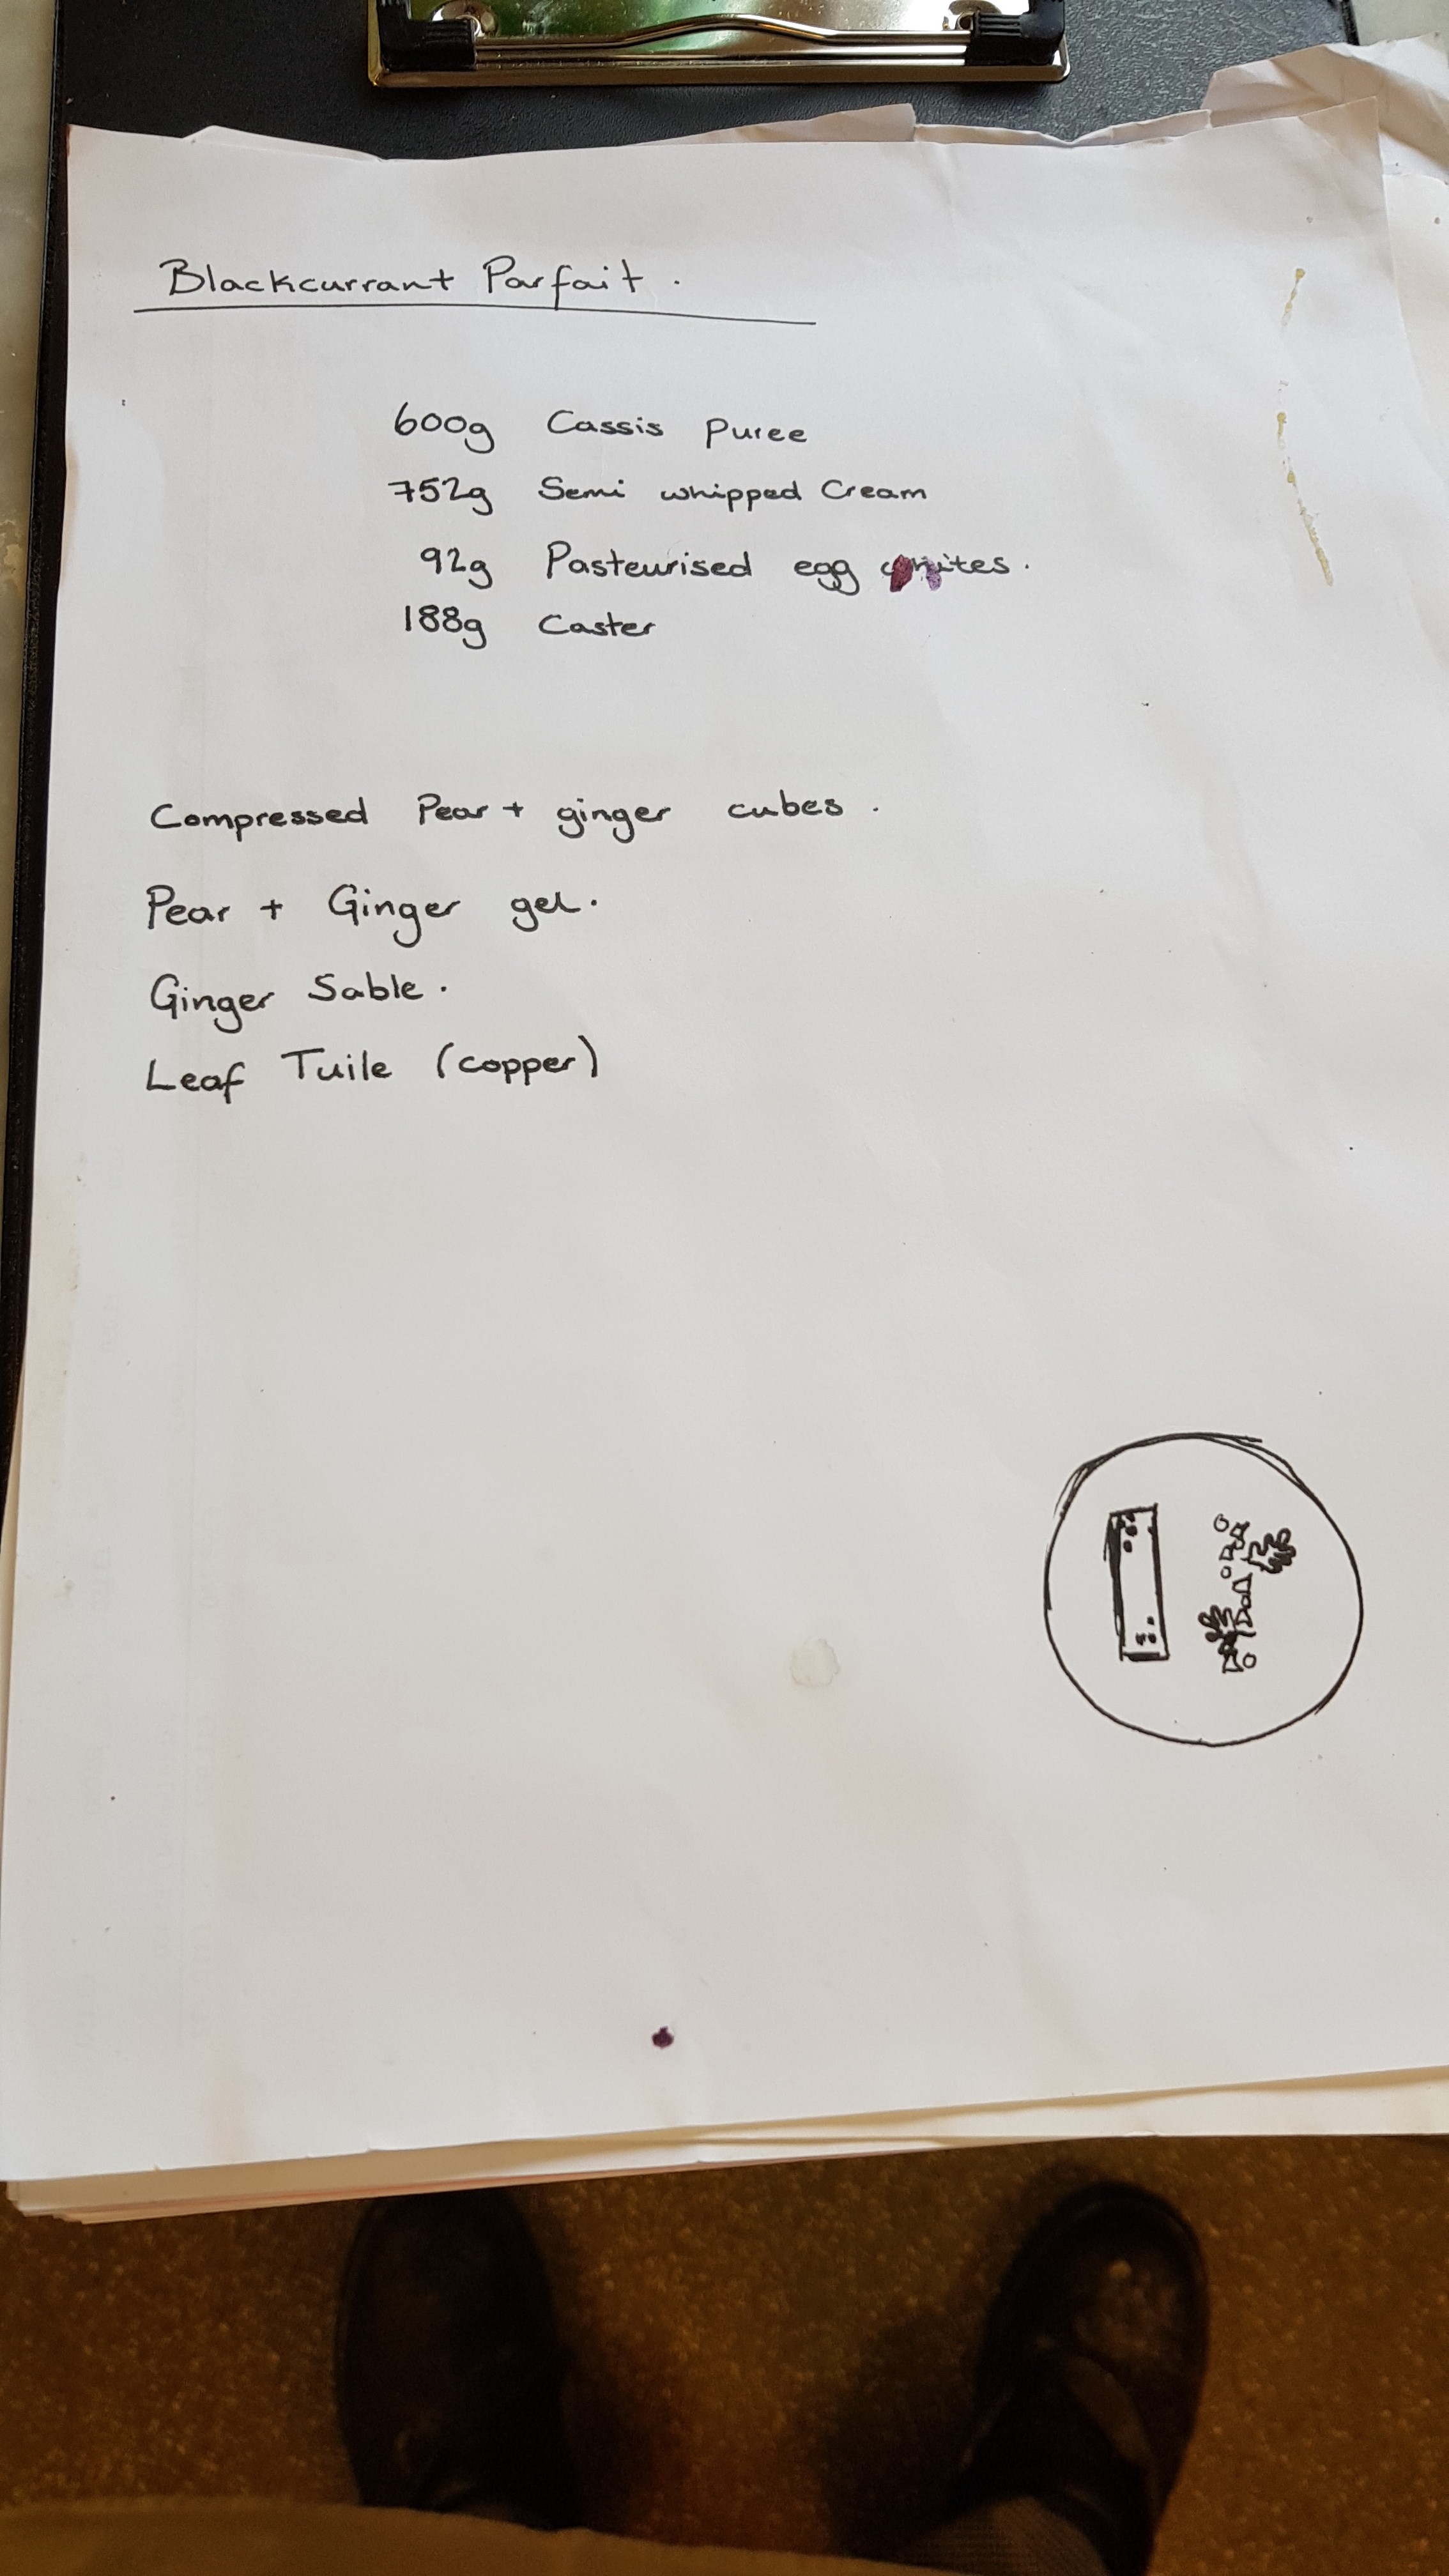 Blackcurrant Parfait.
600g Cassis Puree
752g Semi whipped Cream
92g Pasteurised egg whites.
188g Caster
Compressed Pear + ginger cubes.
Pear + Ginger gel.
Ginger Sable.
Leaf Tuile (copper)